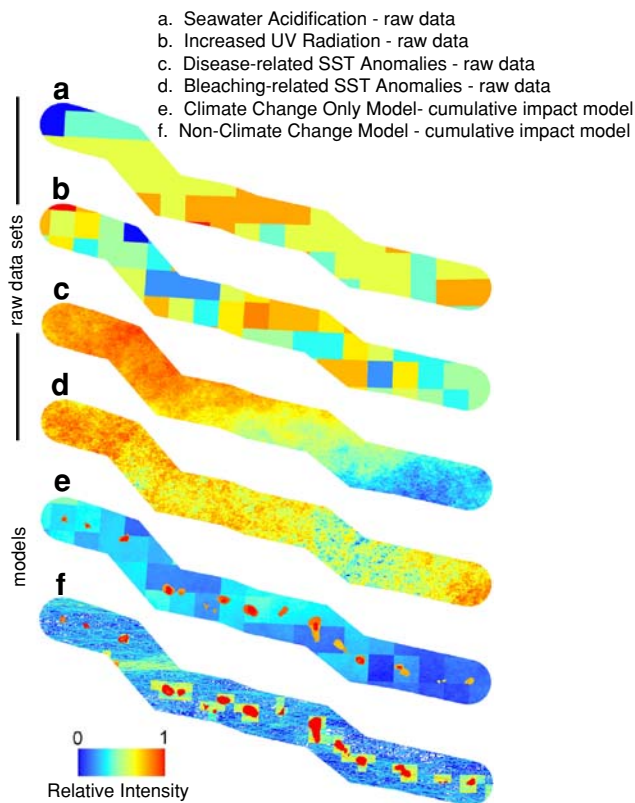 a. Seawater Acidification - raw data
b. Increased UV Radiation - raw data
c. Disease-related SST Anomalies - raw data
d. Bleaching-related SST Anomalies - raw data
e. Climate Change Only Model- cumulative impact model
f. Non-Climate Change Model - cumulative impact model
a
b
c
d
e
f
raw data sets
models
0 1
Relative Intensity